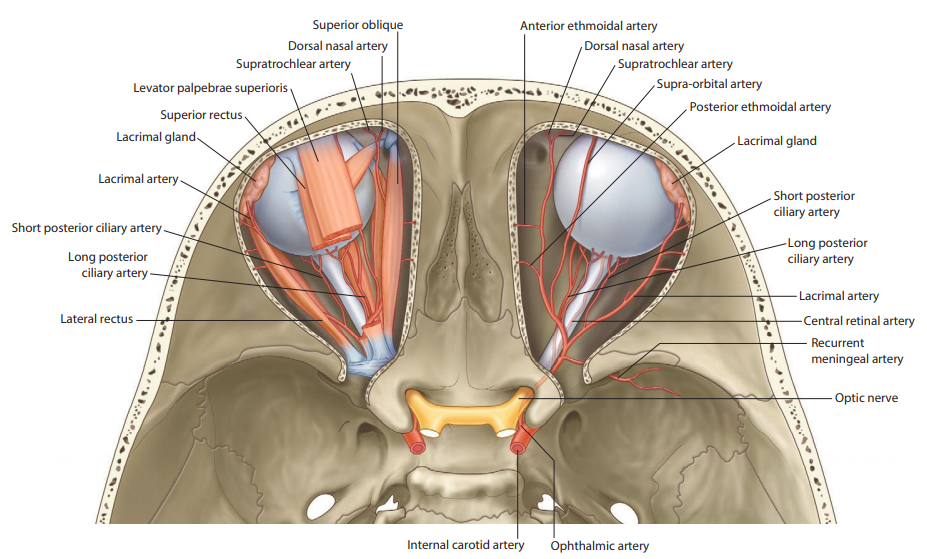 Superior oblique
Dorsal nasal artery
Supratrochlear artery
Levator palpebrae superioris
Superior rectus
Lacrimal gland
Lacrimal artery
Short posterior ciliary artery
Long posterior
ciliary artery
Lateral rectus
Anterior ethmoidal artery
Dorsal nasal artery
Supratrochlear artery
Supra-orbital artery
Posterior ethmoidal artery
Lacrimal gland
Short posterior
ciliary artery
Long posterior
ciliary artery
Lacrimal artery
Central retinal artery
Recurrent
meningeal artery
Optic nerve
Internal carotid artery
Ophthalmic artery